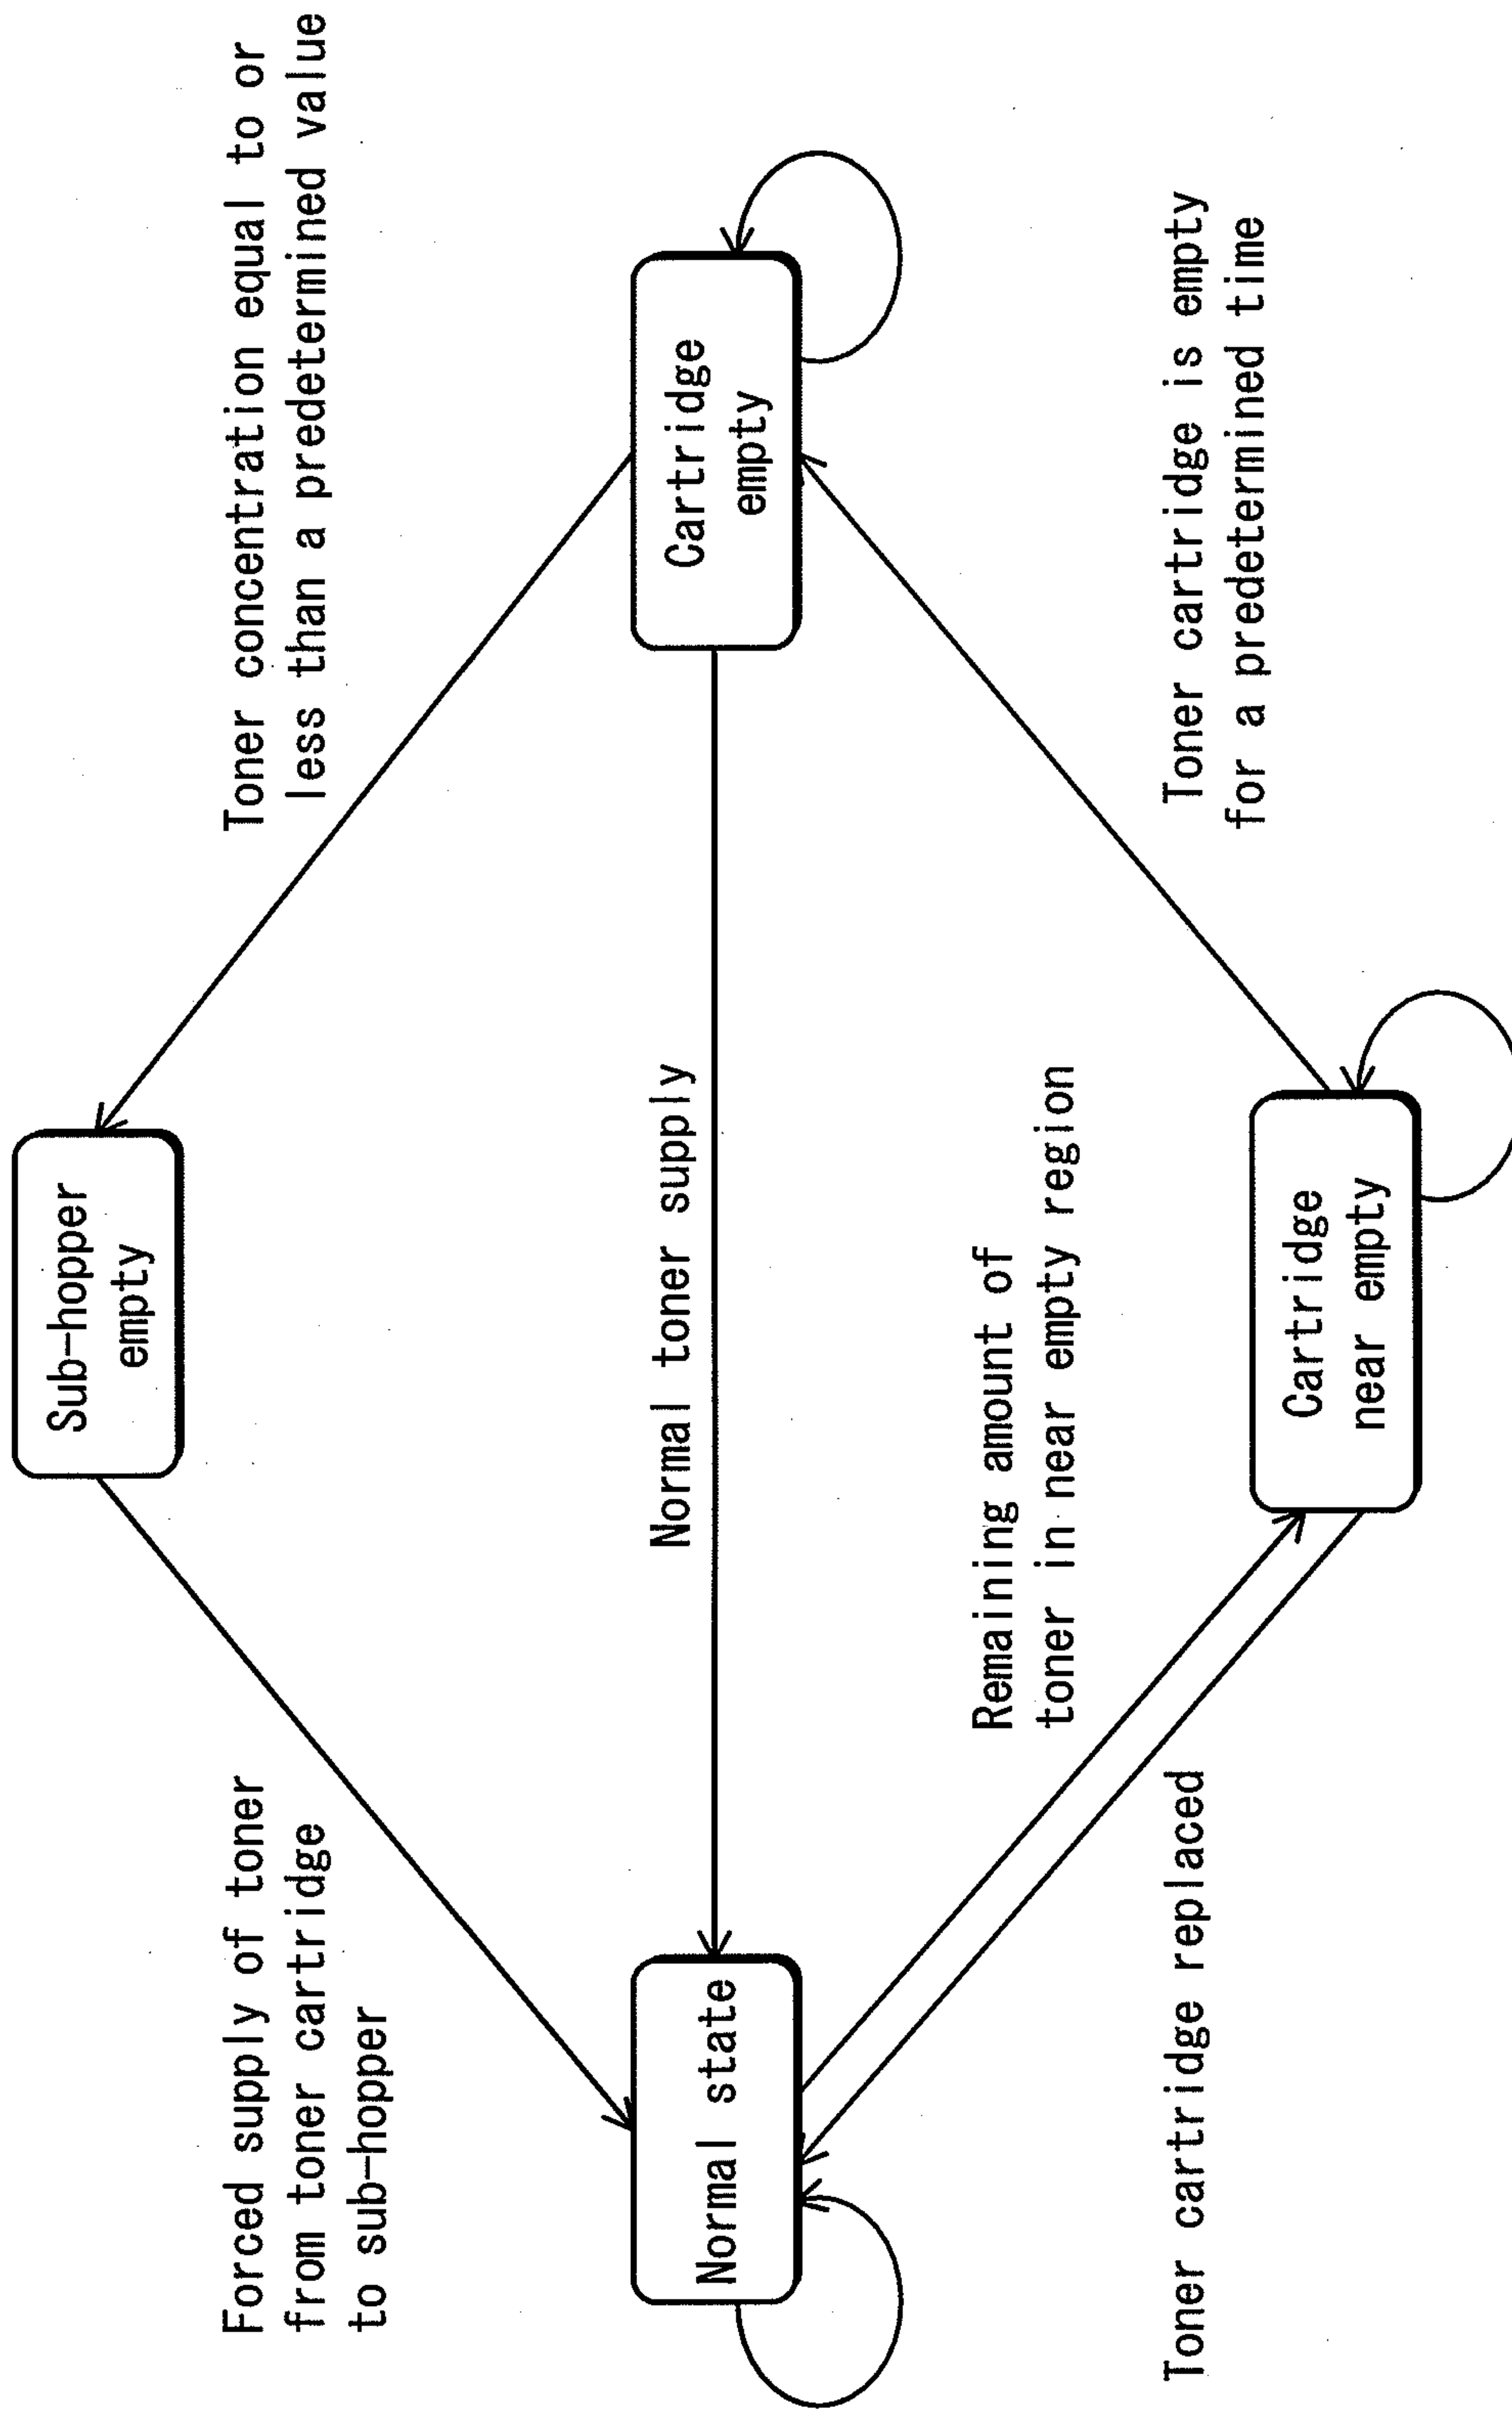 Sub-hopper
empty
Forced supply of toner
from toner cartridge
to sub-hopper
Toner concentration equal to or
less than a predetermined value
Normal toner supply
Normal state
Cartridge
empty
Remaining amount of
toner in near empty region
Toner cartridge replaced
Toner cartridge is empty
for a predetermined time
Cartridge
near empty